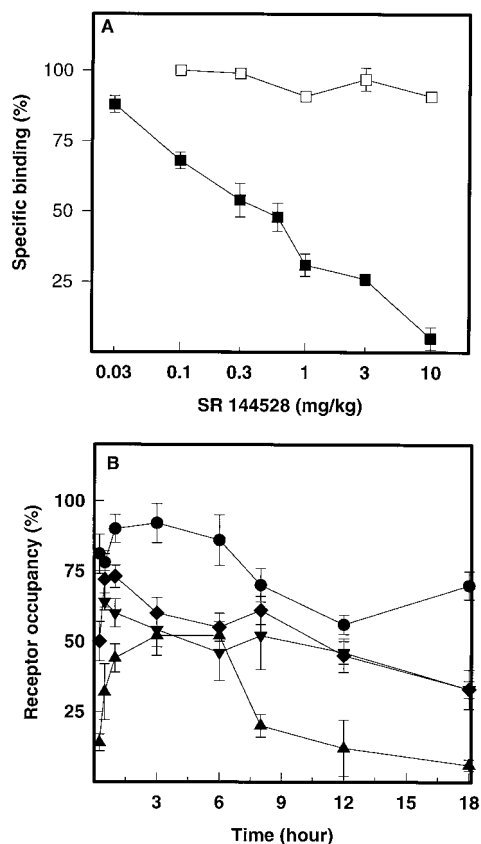 A
Specific binding (%)
100
75
50
25
0.03 0.1 0.3 1 3 10
SR 144528 (mg/kg)
B
Receptor occupancy (%)
100
75
50
25
3 6 9 12 15 18
Time (hour)